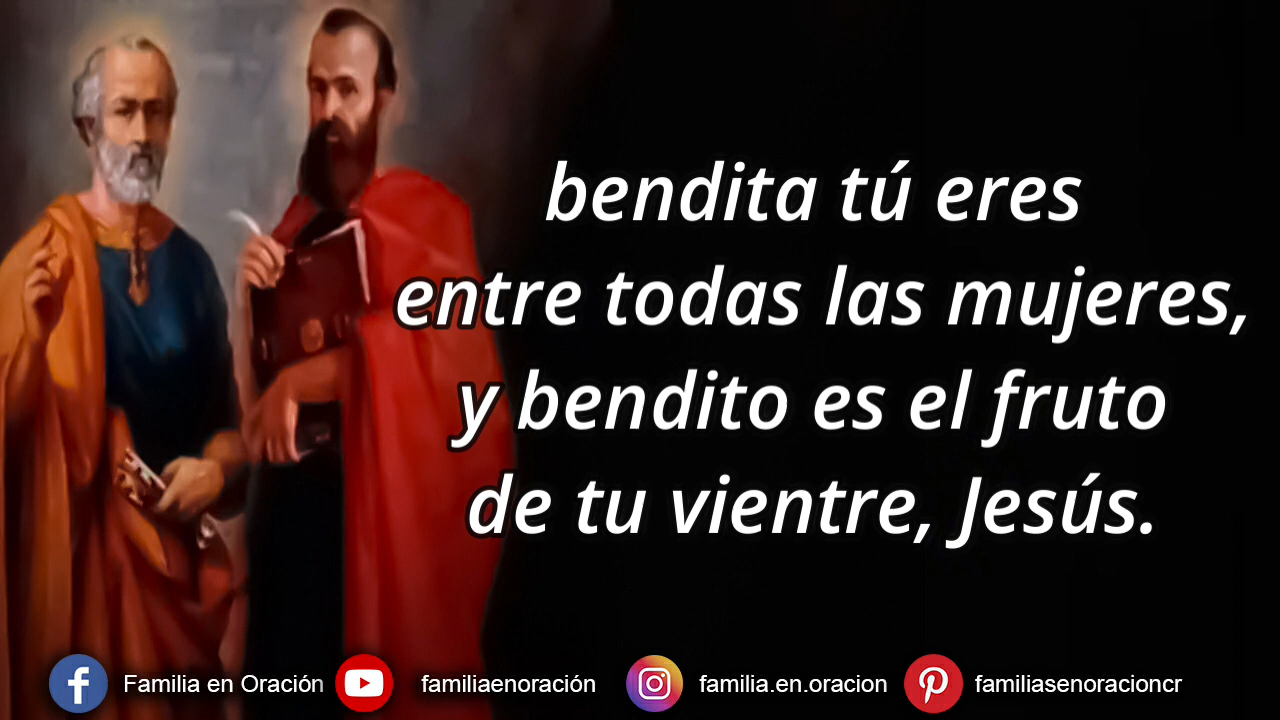 bendita tú eres
entre todas las mujeres,
y bendito es el fruto
de tu vientre, Jesús.
Familia en Oración familiaenoración familia.en.oracion familiasenoracioncr